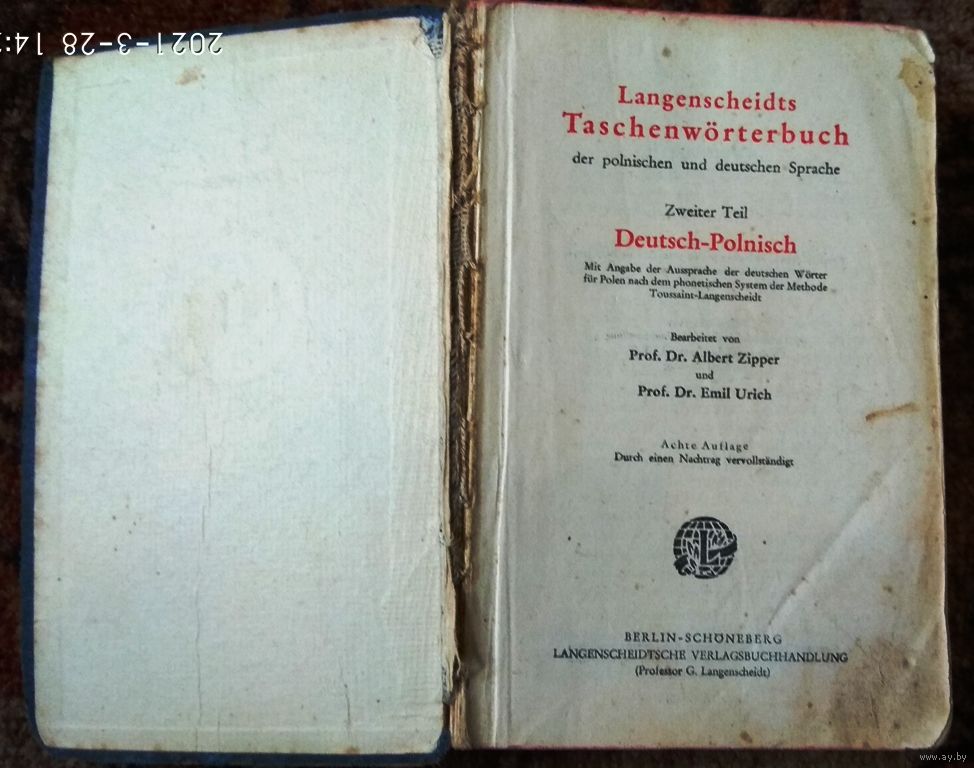 2021-3-28 14:
Langenscheidts
Taschenwörterbuch
der polnischen und deutschen Sprache
Zweiter Teil
Deutsch-Polnisch
Mit Angabe der Aussprache der deutschen Wörter
für Polen nach dem phonetischen System der Methode
Toussaint-Langenscheidt
Bearbeitet von
Prof. Dr. Albert Zipper
und
Prof. Dr. Emil Urich
Achte Auflage
Durch einen Nachtrag vervollständigt
L
BERLIN-SCHÖNEBERG
LANGENSCHEIDTSCHE VERLAGSBUCHHANDLUNG
(Professor G. Langenscheidt)
www.ay.by